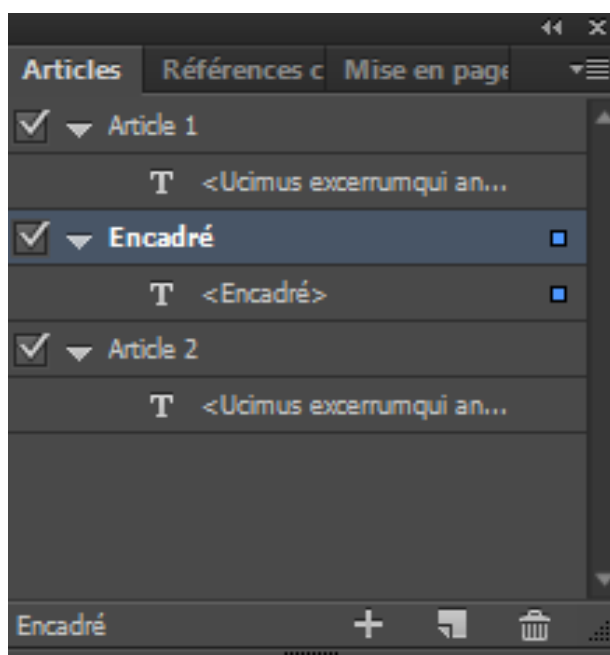 Articles Références c Mise en page
Article 1
T <Ucimus excerrumqui an...
Encadré
T <Encadré>
Article 2
T <Ucimus excerrumqui an...
Encadré